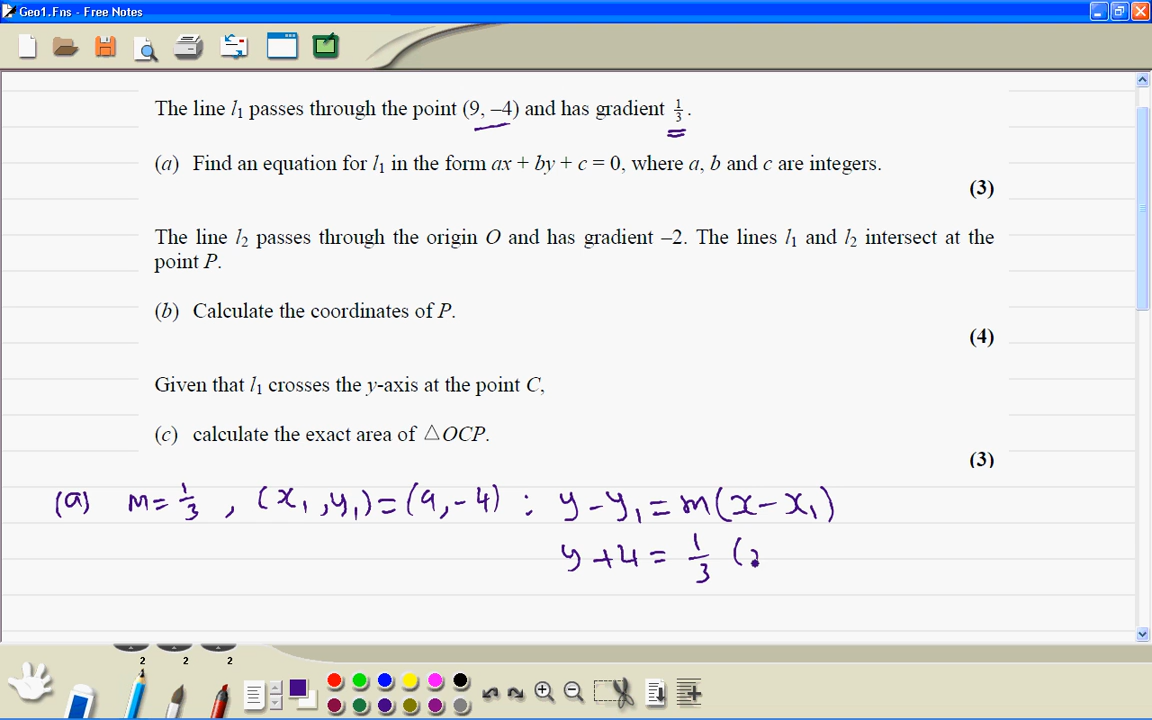 Geo1.Fns - Free Notes
The line l₁ passes through the point (9, –4) and has gradient 1/3.
(a) Find an equation for l₁ in the form ax + by + c = 0, where a, b and c are integers.
(3)
The line l₂ passes through the origin O and has gradient –2. The lines l₁ and l₂ intersect at the
point P.
(b) Calculate the coordinates of P.
(4)
Given that l₁ crosses the y-axis at the point C,
(c) calculate the exact area of △OCP.
(3)
(a) m = 1/3 , (x₁, y₁) = (9, -4) : y - y₁ = m(x - x₁)
y + 4 = 1/3 (
2 2 2